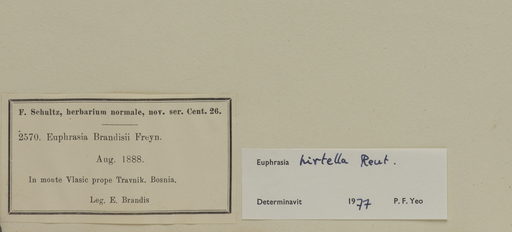 F. Schultz, herbarium normale, nov. ser. Cent. 26.
2570. Euphrasia Brandisii Freyn.
Aug. 1888.
In monte Vlasic prope Travnik. Bosnia.
Leg. E. Brandis
Euphrasia hirtella Reut.
Determinavit 1977 P. F. Yeo